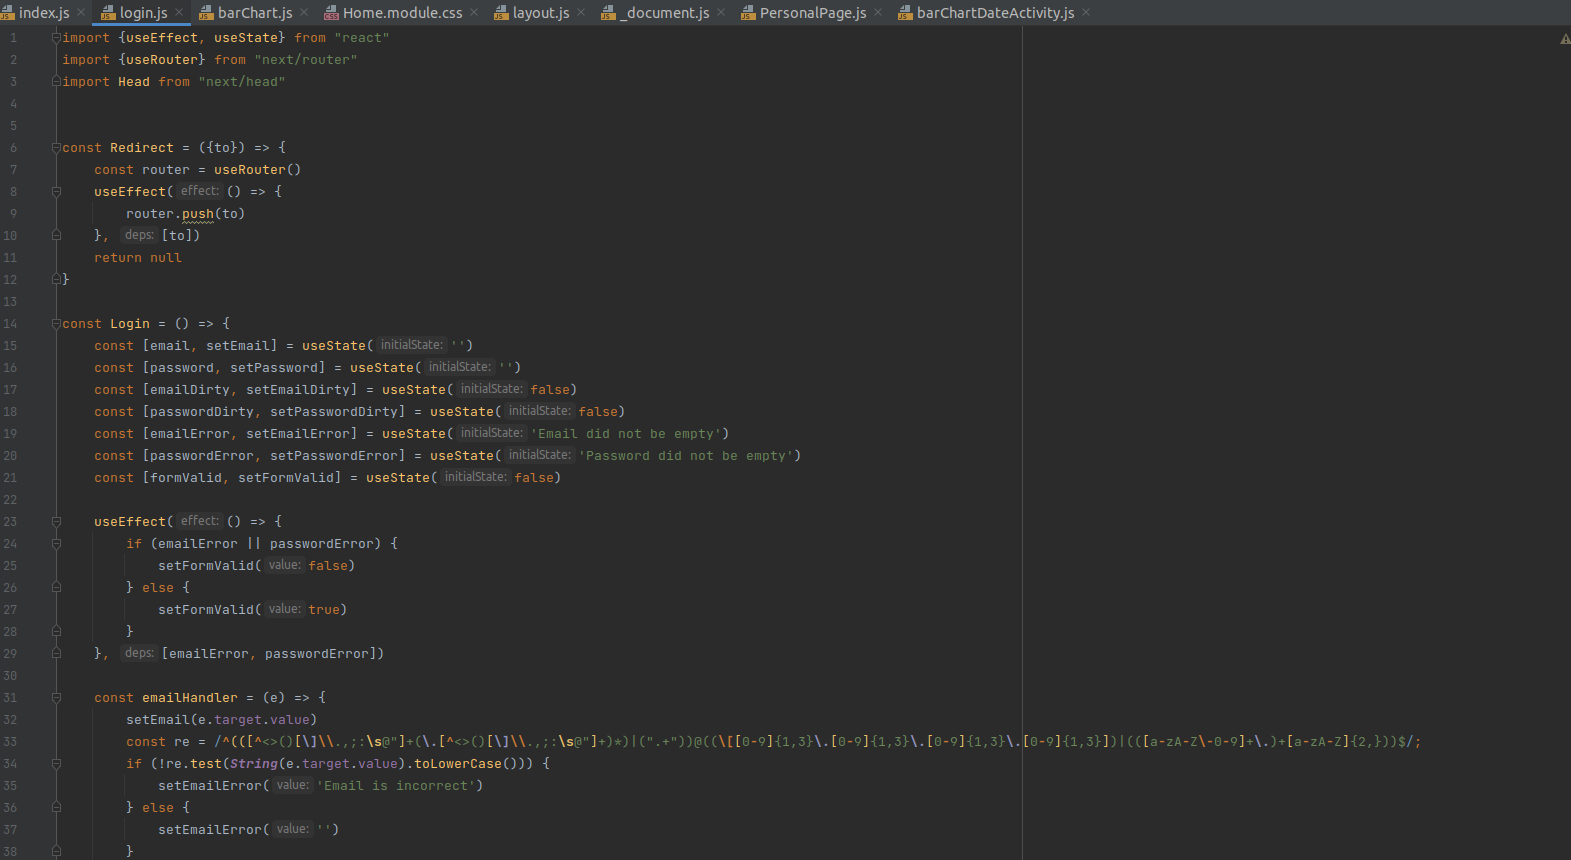 index.js login.js barChart.js Home.module.css layout.js _document.js PersonalPage.js barChartDateActivity.js
1 import {useEffect, useState} from "react"
2 import {useRouter} from "next/router"
3 import Head from "next/head"
4
5
6 const Redirect = ({to}) => {
7 const router = useRouter()
8 useEffect( effect: () => {
9 router.push(to)
10 }, deps: [to])
11 return null
12 }
13
14 const Login = () => {
15 const [email, setEmail] = useState( initialState: '')
16 const [password, setPassword] = useState( initialState: '')
17 const [emailDirty, setEmailDirty] = useState( initialState: false)
18 const [passwordDirty, setPasswordDirty] = useState( initialState: false)
19 const [emailError, setEmailError] = useState( initialState: 'Email did not be empty')
20 const [passwordError, setPasswordError] = useState( initialState: 'Password did not be empty')
21 const [formValid, setFormValid] = useState( initialState: false)
22
23 useEffect( effect: () => {
24 if (emailError || passwordError) {
25 setFormValid( value: false)
26 } else {
27 setFormValid( value: true)
28 }
29 }, deps: [emailError, passwordError])
30
31 const emailHandler = (e) => {
32 setEmail(e.target.value)
33 const re = /^(([^<>()[\]\\.,;:\s@"]+(\.[^<>()[\]\\.,;:\s@"]+)*)|(".+"))@((\[[0-9]{1,3}\.[0-9]{1,3}\.[0-9]{1,3}\.[0-9]{1,3}])|(([a-zA-Z\-0-9]+\.)+[a-zA-Z]{2,}))$/;
34 if (!re.test(String(e.target.value).toLowerCase())) {
35 setEmailError( value: 'Email is incorrect')
36 } else {
37 setEmailError( value: '')
38 }